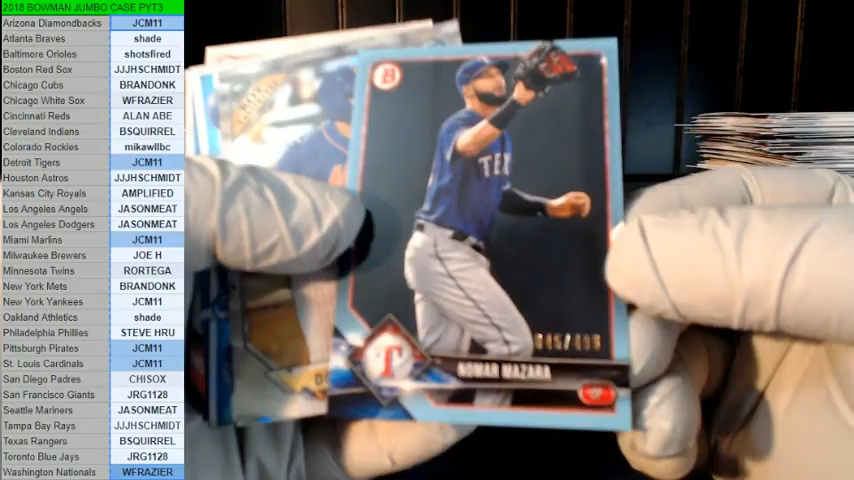 2018 BOWMAN JUMBO CASE PYT3
Arizona Diamondbacks JCM11
Atlanta Braves shade
Baltimore Orioles shotsfired
Boston Red Sox JJJHSCHMIDT
Chicago Cubs BRANDONK
Chicago White Sox WFRAZIER
Cincinnati Reds ALAN ABE
Cleveland Indians BSQUIRREL
Colorado Rockies mikawllbc
Detroit Tigers JCM11
Houston Astros JJJHSCHMIDT
Kansas City Royals AMPLIFIED
Los Angeles Angels JASONMEAT
Los Angeles Dodgers JASONMEAT
Miami Marlins JCM11
Milwaukee Brewers JOE H
Minnesota Twins RORTEGA
New York Mets BRANDONK
New York Yankees JCM11
Oakland Athletics shade
Philadelphia Phillies STEVE HRU
Pittsburgh Pirates JCM11
St. Louis Cardinals JCM11
San Diego Padres CHISOX
San Francisco Giants JRG1128
Seattle Mariners JASONMEAT
Tampa Bay Rays JJJHSCHMIDT
Texas Rangers BSQUIRREL
Toronto Blue Jays JRG1128
Washington Nationals WFRAZIER
B
TEX
T
NOMAR MAZARA